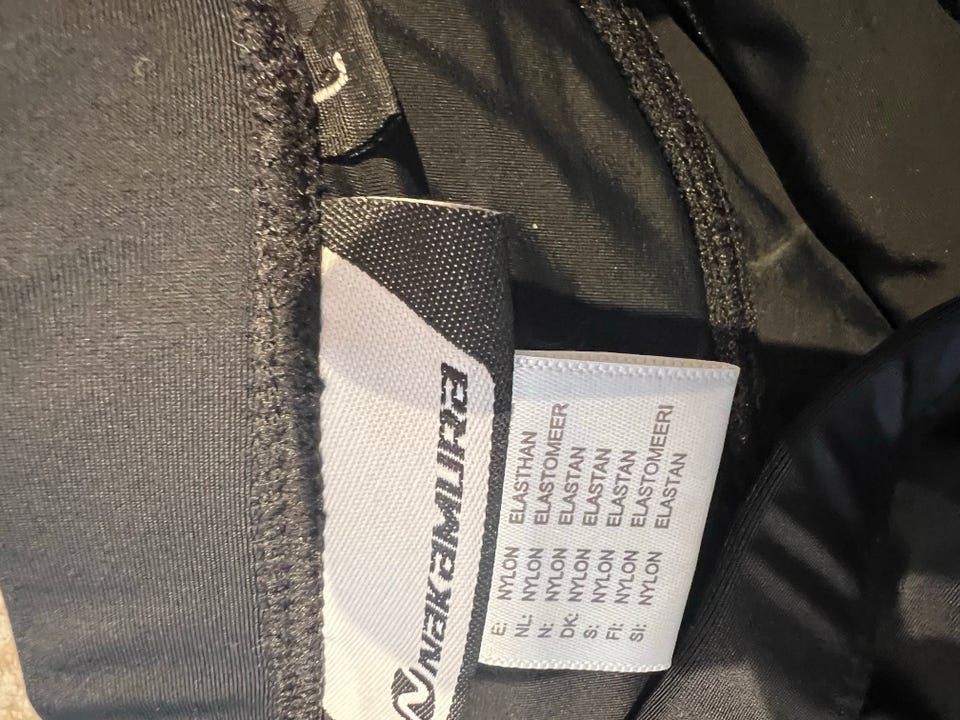 NAKAMURA
E: NYLON ELASTHAN
NL: NYLON ELASTOMEER
N: NYLON ELASTAN
DK: NYLON ELASTAN
S: NYLON ELASTAN
FI: NYLON ELASTOMEERI
SI: NYLON ELASTAN